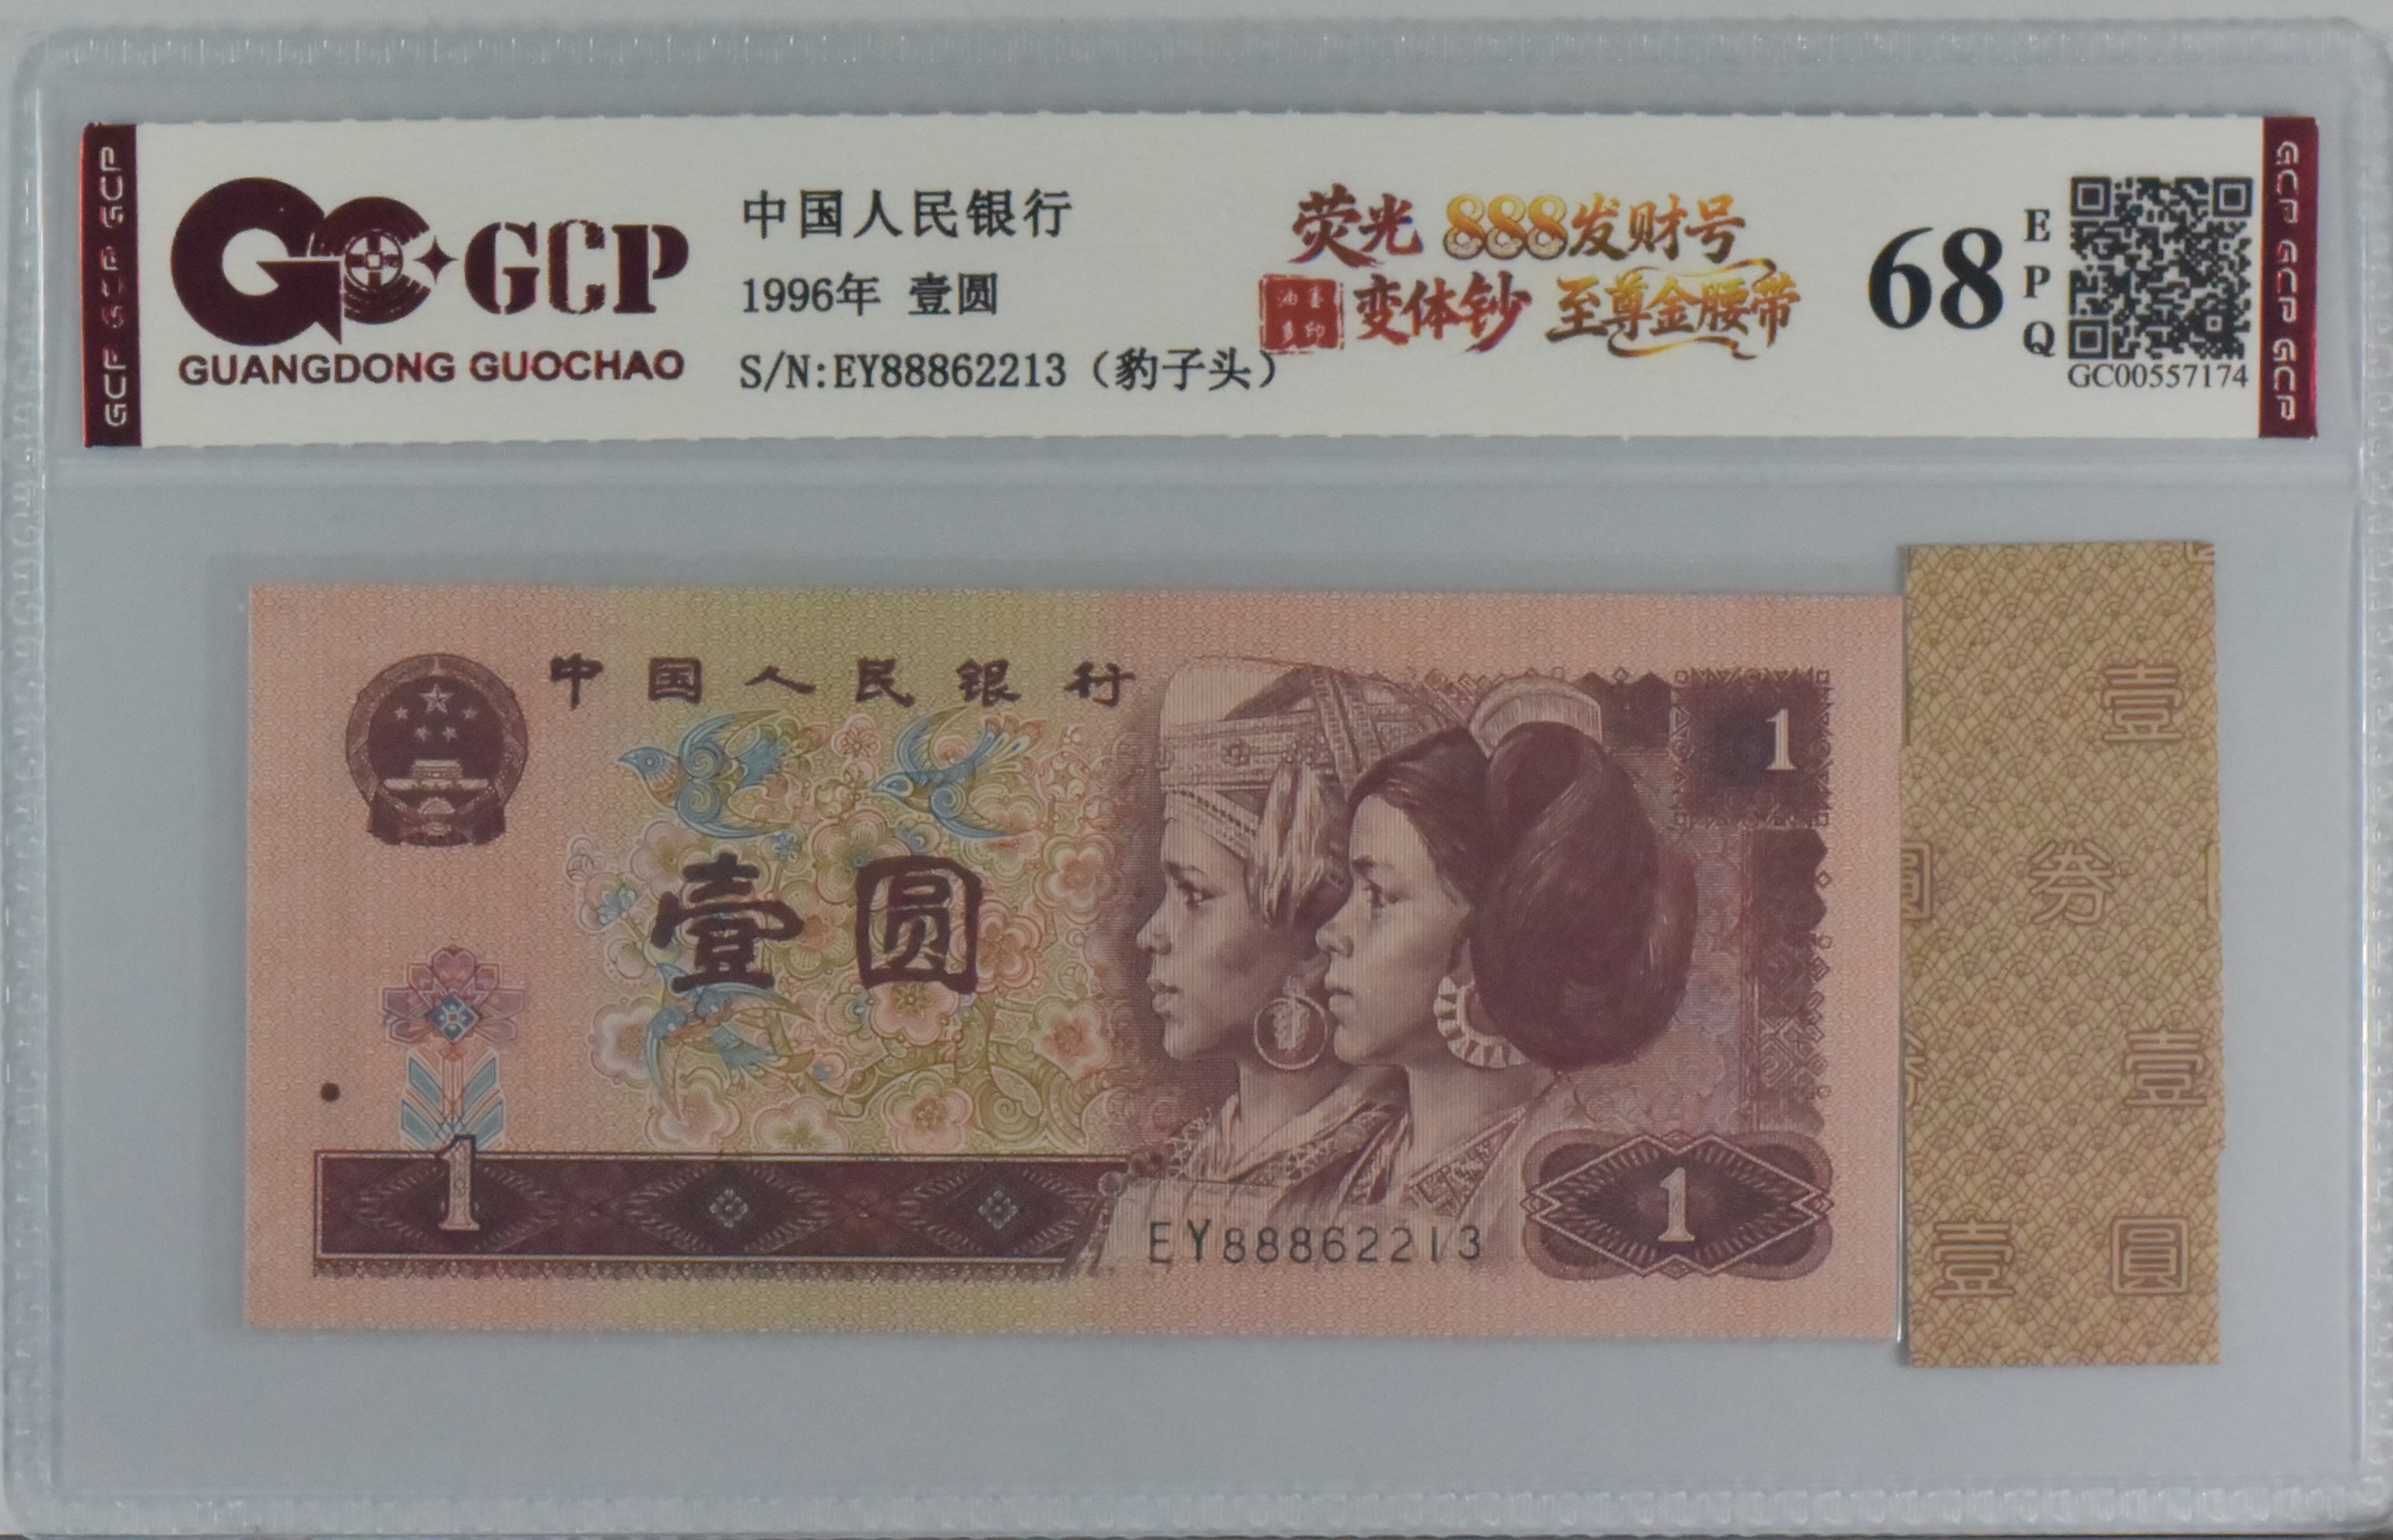 GCP GCP GCP
GCP
GUANGDONG GUOCHAO
中国人民银行
1996年 壹圆
S/N:EY88862213（豹子头）
荧光 888发财号
变体钞 至尊金腰带
68
EPQ
GC00557174
GCP GCP GCP
中国人民银行
壹圆
1
1
EY88862213
1
壹
圓 券
壹
壹 圓